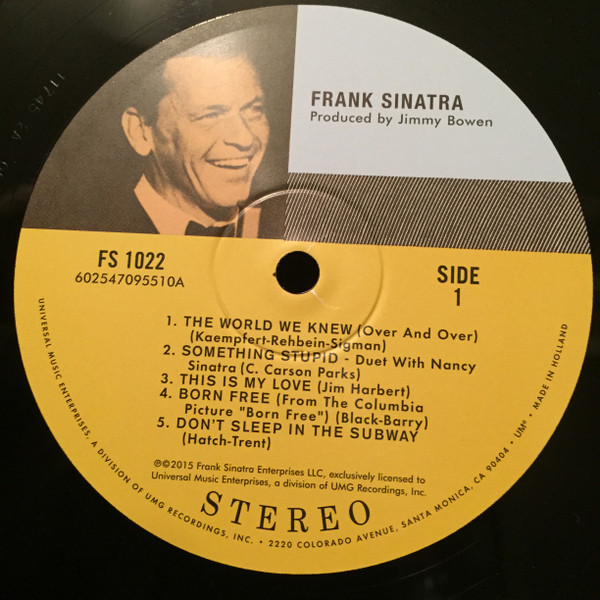 FRANK SINATRA
Produced by Jimmy Bowen
FS 1022
602547095510A
SIDE
1
1. THE WORLD WE KNEW (Over And Over)
(Kaempfert-Rehbein-Sigman)
2. SOMETHING STUPID - Duet With Nancy
Sinatra (C. Carson Parks)
3. THIS IS MY LOVE (Jim Harbert)
4. BORN FREE (From The Columbia
Picture "Born Free") (Black-Barry)
5. DON'T SLEEP IN THE SUBWAY
(Hatch-Trent)
℗©2015 Frank Sinatra Enterprises LLC, exclusively licensed to
Universal Music Enterprises, a division of UMG Recordings, Inc.
STEREO
UNIVERSAL MUSIC ENTERPRISES, A DIVISION OF UMG RECORDINGS, INC. • 2220 COLORADO AVENUE, SANTA MONICA, CA 90404 • UM® • MADE IN HOLLAND